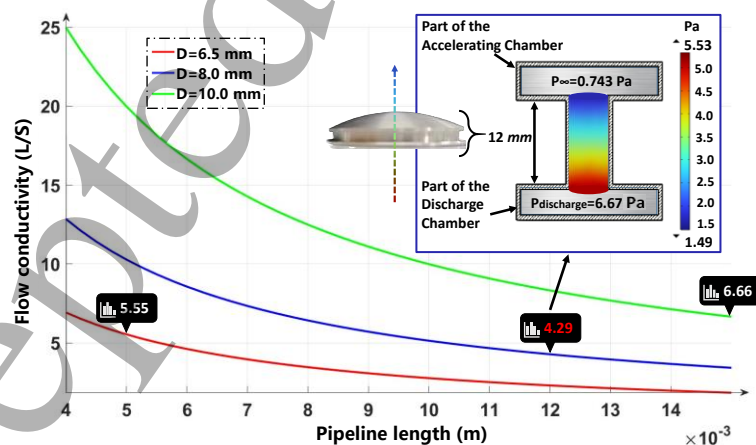 Part of the
Accelerating Chamber
P∞=0.743 Pa
12 mm
Part of the
Discharge
Chamber
Pdischarge=6.67 Pa
Pa
5.53
5.0
4.5
4.0
3.5
3.0
2.5
2.0
1.5
1.49
D=6.5 mm
D=8.0 mm
D=10.0 mm
Flow conductivity (L/S)
25
20
15
10
5
5.55
4.29
6.66
4 5 6 7 8 9 10 11 12 13 14
×10⁻³
Pipeline length (m)